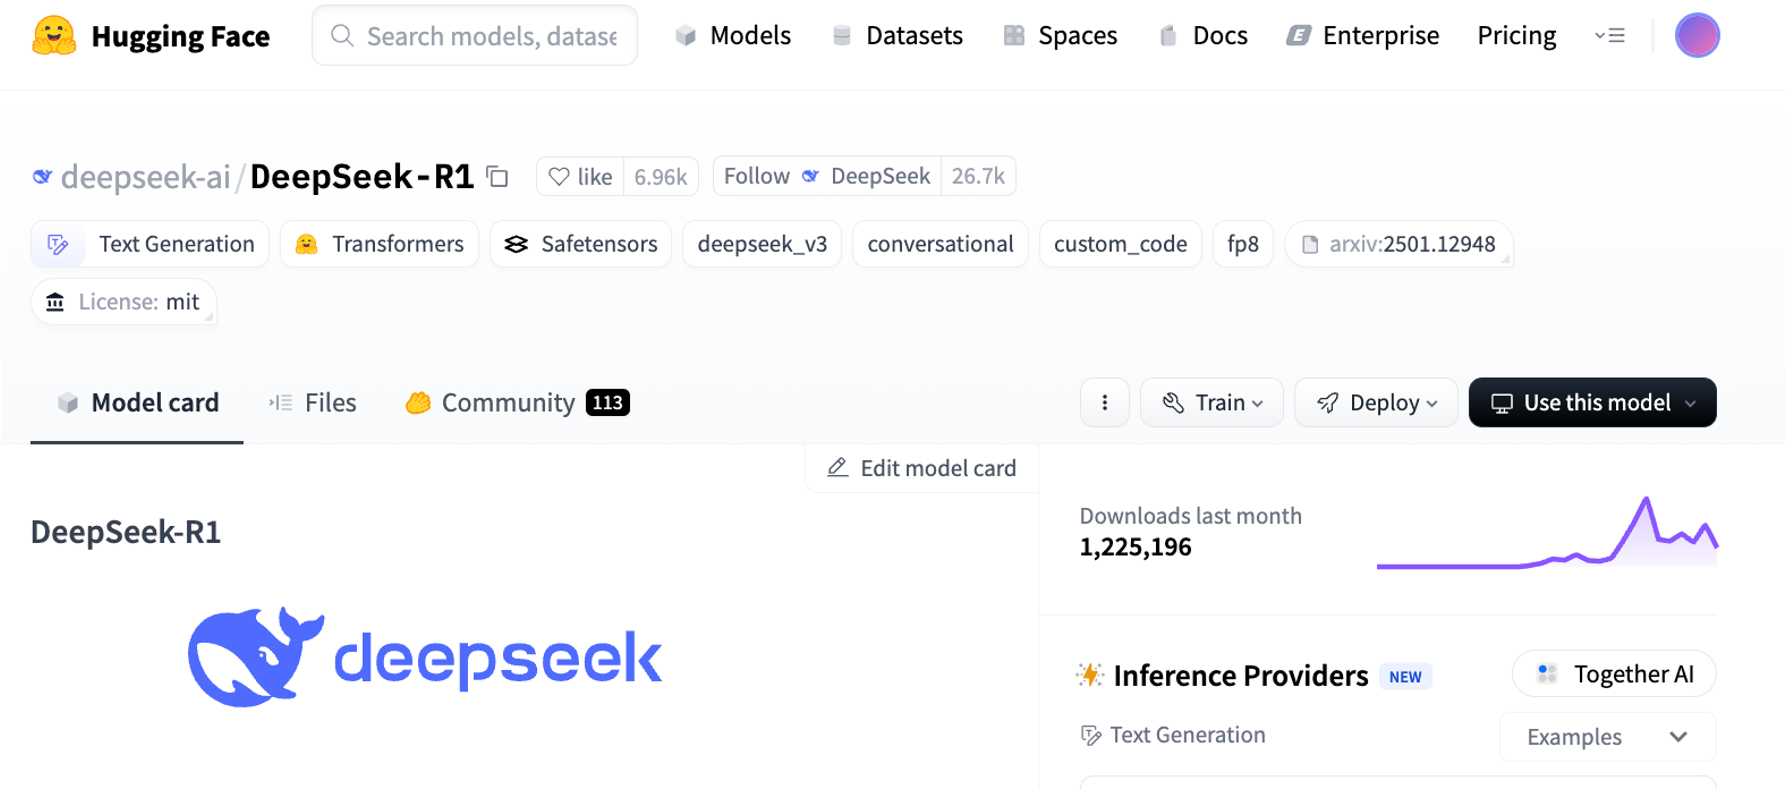 Hugging Face
Search models, datase
Models
Datasets
Spaces
Docs
Enterprise
Pricing
deepseek-ai/DeepSeek-R1
like 6.96k
Follow DeepSeek 26.7k
Text Generation
Transformers
Safetensors
deepseek_v3
conversational
custom_code
fp8
arxiv:2501.12948
License: mit
Model card
Files
Community 113
Train
Deploy
Use this model
Edit model card
DeepSeek-R1
deepseek
Downloads last month
1,225,196
Inference Providers NEW
Together AI
Text Generation
Examples